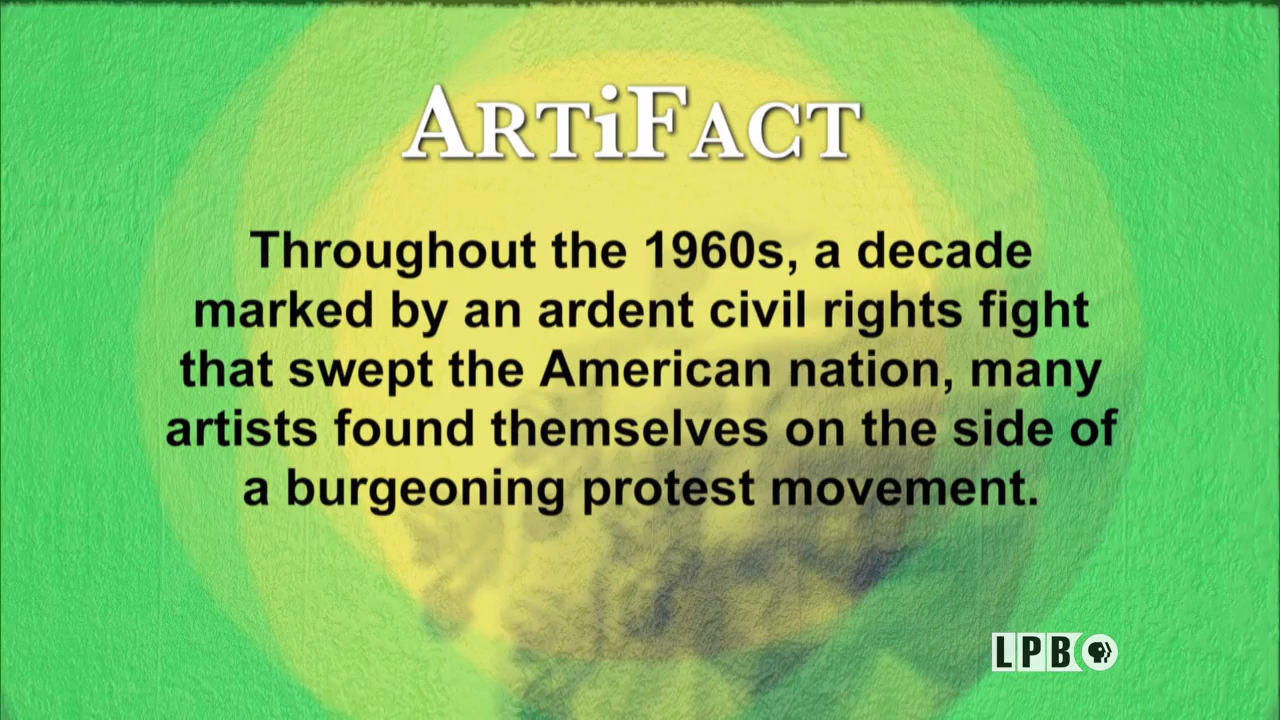 ARTiFACT
Throughout the 1960s, a decade
marked by an ardent civil rights fight
that swept the American nation, many
artists found themselves on the side of
a burgeoning protest movement.
LPB